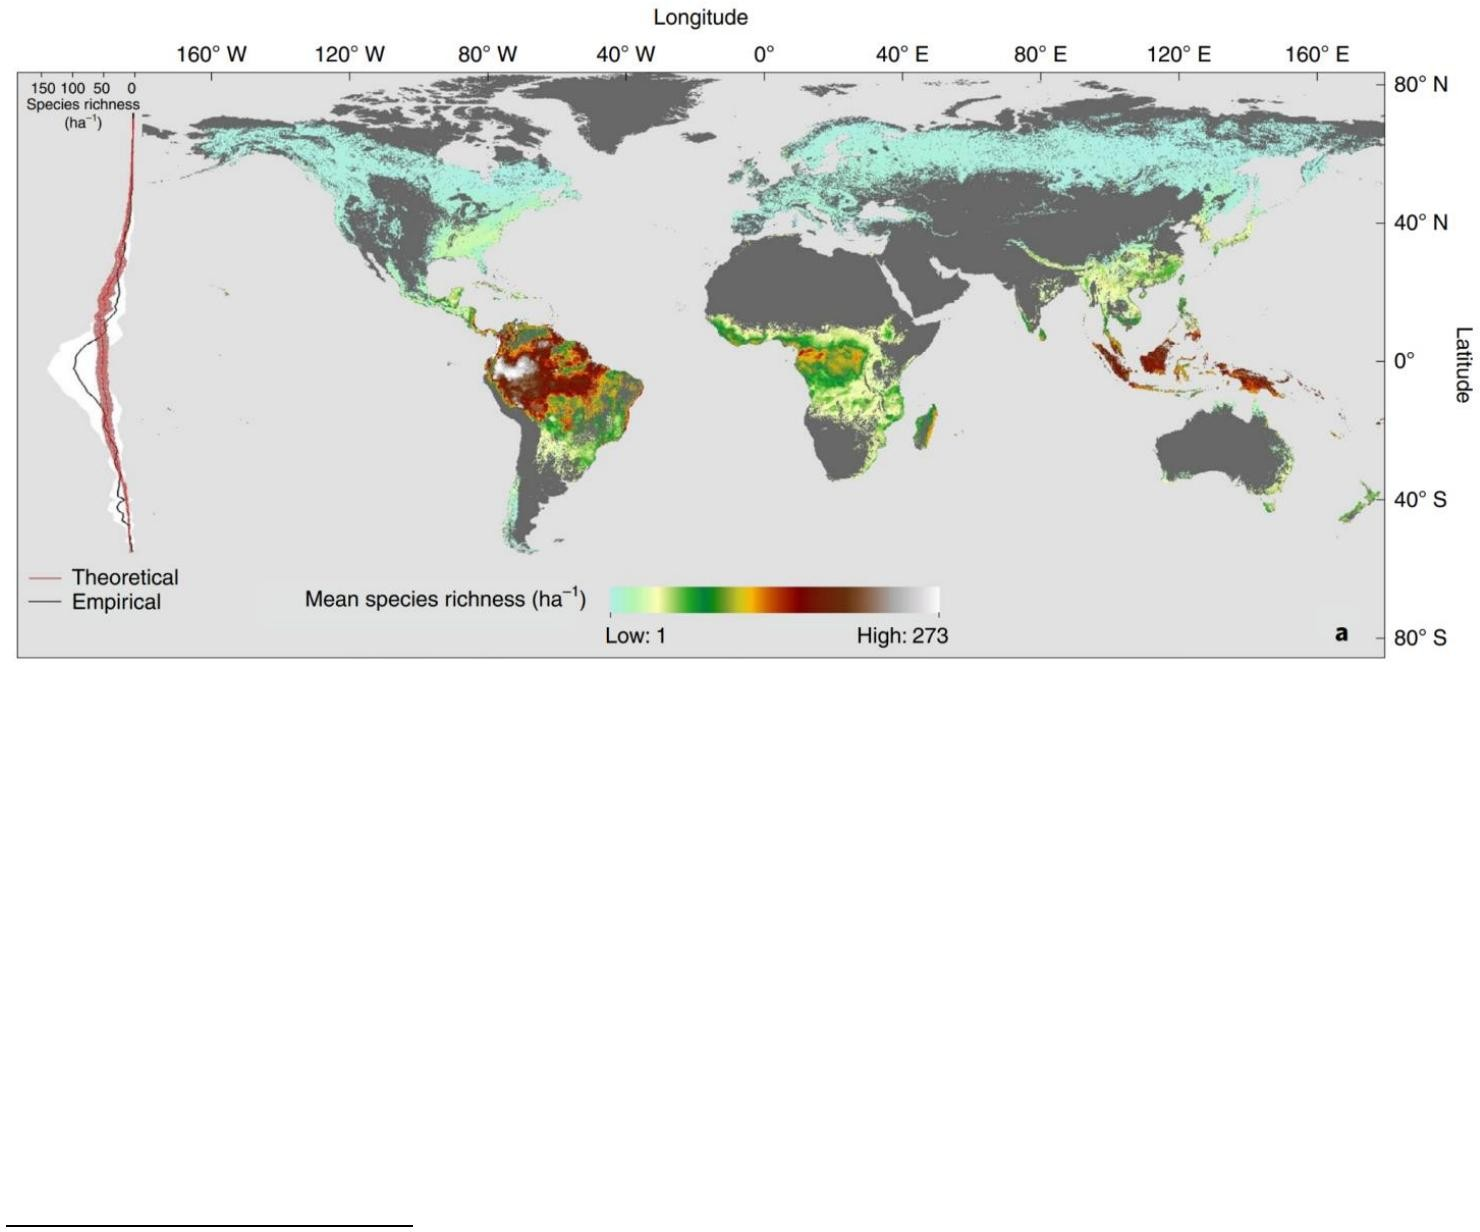 Longitude
160° W 120° W 80° W 40° W 0° 40° E 80° E 120° E 160° E
150 100 50 0
Species richness
(ha⁻¹)
80° N
40° N
0°
Latitude
40° S
80° S
Theoretical
Empirical
Mean species richness (ha⁻¹)
Low: 1 High: 273
a